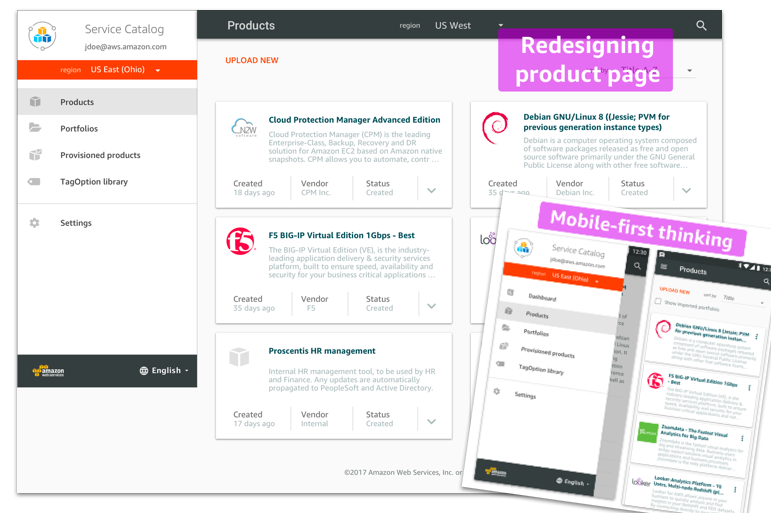 Service Catalog
jdoe@aws.amazon.com
region US East (Ohio)
Products
Portfolios
Provisioned products
TagOption library
Settings
amazon
web services
English
Products
region US West
Redesigning
product page
UPLOAD NEW
Title A-Z
N2W
SOFTWARE
Cloud Protection Manager Advanced Edition
Cloud Protection Manager (CPM) is the leading
Enterprise-Class, Backup, Recovery and DR
solution for Amazon EC2 based on Amazon native
snapshots. CPM allows you to automate, contr ...
Created Vendor Status
18 days ago CPM Inc. Created
Debian GNU/Linux 8 ((Jessie; PVM for
previous generation instance types)
Debian is a computer operating system composed
of software packages released as free and open
source software primarily under the GNU General
Public License along with other free software...
Created Vendor Status
35 days ago Debian Inc. Created
F5 BIG-IP Virtual Edition 1Gbps - Best
The BIG-IP Virtual Edition (VE), is the industry-
leading application delivery & security services
platform, built to ensure speed, availability and
security for your business critical applications ...
Created Vendor Status
35 days ago F5 Created
Proscentis HR management
Internal HR management tool, to be used by HR
and Finance. Any updates are automatically
propagated to PeopleSoft and Active Directory.
Created Vendor Status
17 days ago Internal Created
©2017 Amazon Web Services, Inc. or
Mobile-first thinking
Service Catalog
jdoe@aws.amazon.com
region US East (Ohio)
Dashboard
Products
Portfolios
Provisioned products
TagOption library
Settings
amazon
English
12:30
Products
UPLOAD NEW sort by Title
Show imported portfolios
Debian GNU/Linux 8 (Jessie; PVM
for previous generation instan...
F5 BIG-IP Virtual Edition 1Gbps
- Best
Zoomdata - The Fastest Visual
Analytics for Big Data
looker
Looker Analytics Platform - 10
Users, Multi-node Redshift (pt...